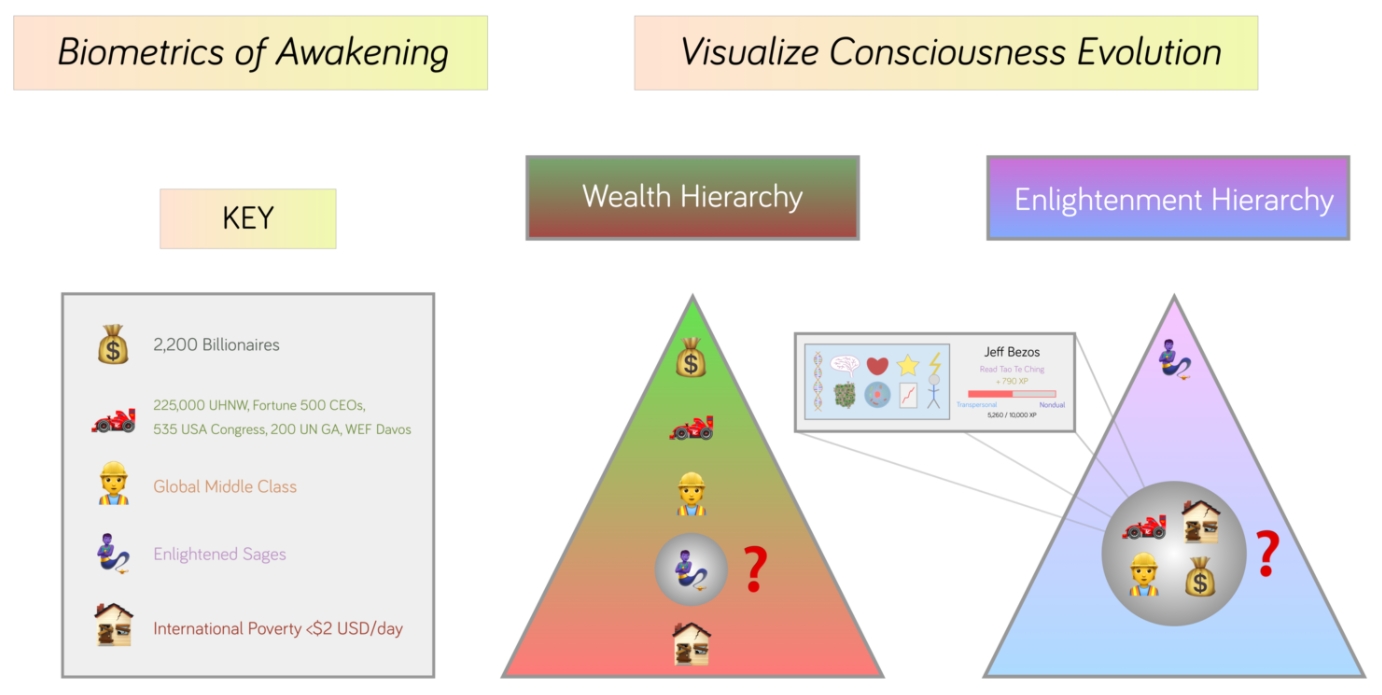 Biometrics of Awakening
Visualize Consciousness Evolution
KEY
$ 2,200 Billionaires
225,000 UHNW, Fortune 500 CEOs,
535 USA Congress, 200 UN GA, WEF Davos
Global Middle Class
Enlightened Sages
International Poverty <$2 USD/day
Wealth Hierarchy
$
?
Enlightenment Hierarchy
Jeff Bezos
Read Tao Te Ching
+790 XP
Transpersonal Nondual
5,260 / 10,000 XP
$
?